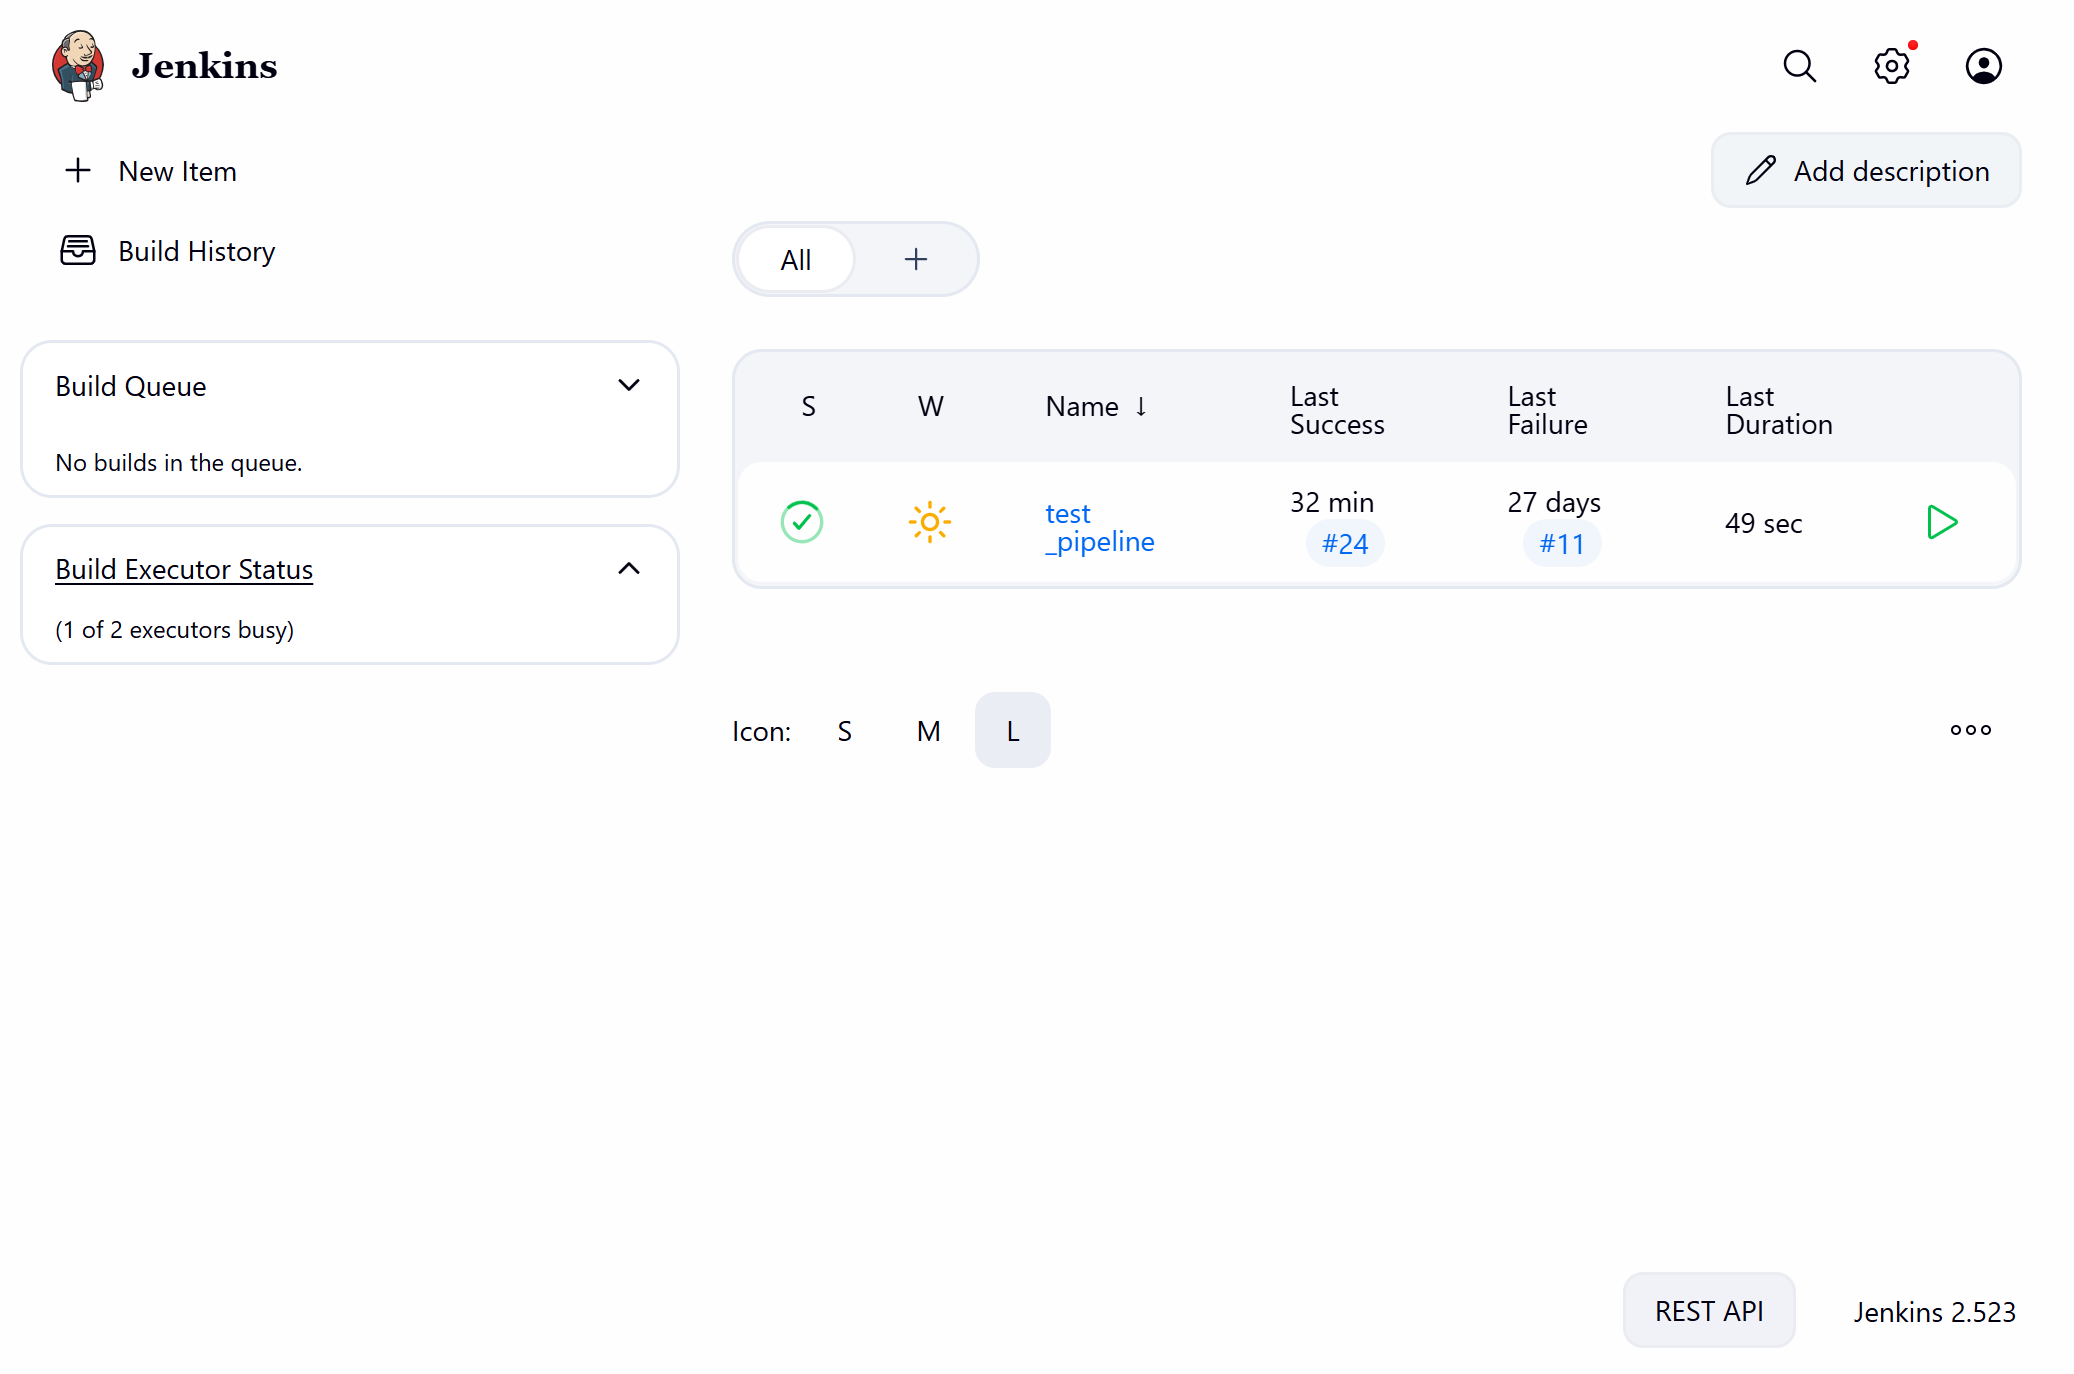 Jenkins
New Item
Add description
Build History
All
Build Queue
No builds in the queue.
Build Executor Status
(1 of 2 executors busy)
S W Name ↓ Last Success Last Failure Last Duration
test_pipeline 32 min #24 27 days #11 49 sec
Icon: S M L
REST API
Jenkins 2.523